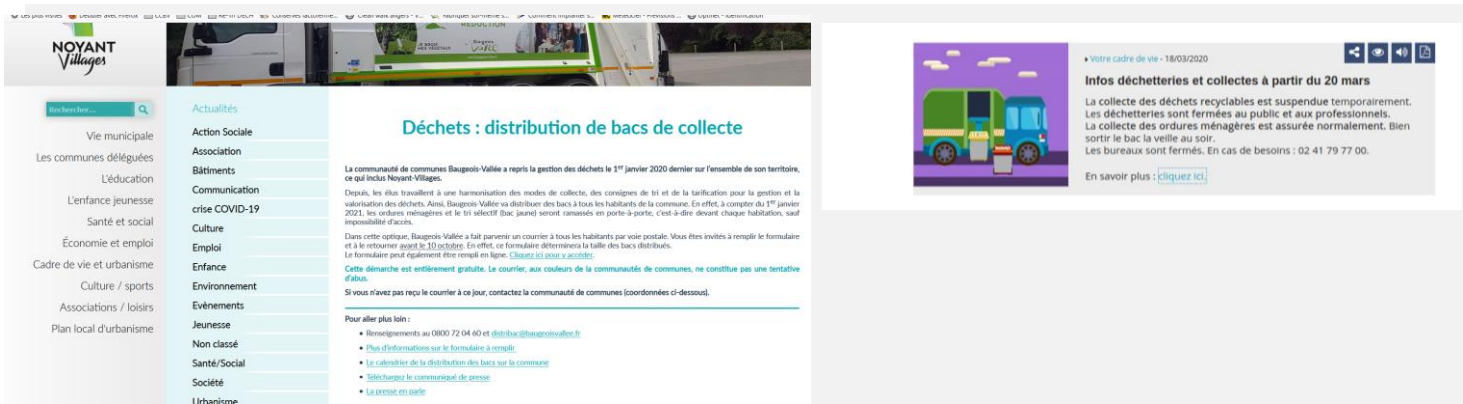 NOYANT
Villages
RÉDUCTION
Rechercher...
Vie municipale
Les communes déléguées
L'éducation
L'enfance jeunesse
Santé et social
Économie et emploi
Cadre de vie et urbanisme
Culture / sports
Associations / loisirs
Plan local d'urbanisme
Actualités
Action Sociale
Association
Bâtiments
Communication
crise COVID-19
Culture
Emploi
Enfance
Environnement
Evènements
Jeunesse
Non classé
Santé/Social
Société
Urbanisme
Déchets : distribution de bacs de collecte
La communauté de communes Baugeois-Vallée a repris la gestion des déchets le 1er janvier 2020 dernier sur l'ensemble de son territoire,
ce qui inclus Noyant-Villages.
Depuis, les élus travaillent à une harmonisation des modes de collecte, des consignes de tri et de la tarification pour la gestion et la
valorisation des déchets. Ainsi, Baugeois-Vallée va distribuer des bacs à tous les habitants de la commune. En effet, à compter du 1er janvier
2021, les ordures ménagères et le tri sélectif (bac jaune) seront ramassés en porte-à-porte, c'est-à-dire devant chaque habitation, sauf
impossibilité d'accès.
Dans cette optique, Baugeois-Vallée a fait parvenir un courrier à tous les habitants par voie postale. Vous êtes invités à remplir le formulaire
et à le retourner avant le 10 octobre. En effet, ce formulaire déterminera la taille des bacs distribués.
Le formulaire peut également être rempli en ligne. Cliquez ici pour y accéder.
Cette démarche est entièrement gratuite. Le courrier, aux couleurs de la communautés de communes, ne constitue pas une tentative
d'abus.
Si vous n'avez pas reçu le courrier à ce jour, contactez la communauté de communes (coordonnées ci-dessous).
Pour aller plus loin :
• Renseignements au 0800 72 04 60 et distribac@baugeoisvallee.fr
• Plus d'informations sur le formulaire à remplir
• Le calendrier de la distribution des bacs sur la commune
• Téléchargez le communiqué de presse
• La presse en parle
Votre cadre de vie - 18/03/2020
Infos déchetteries et collectes à partir du 20 mars
La collecte des déchets recyclables est suspendue temporairement.
Les déchetteries sont fermées au public et aux professionnels.
La collecte des ordures ménagères est assurée normalement. Bien
sortir le bac la veille au soir.
Les bureaux sont fermés. En cas de besoins : 02 41 79 77 00.
En savoir plus : cliquez ici.